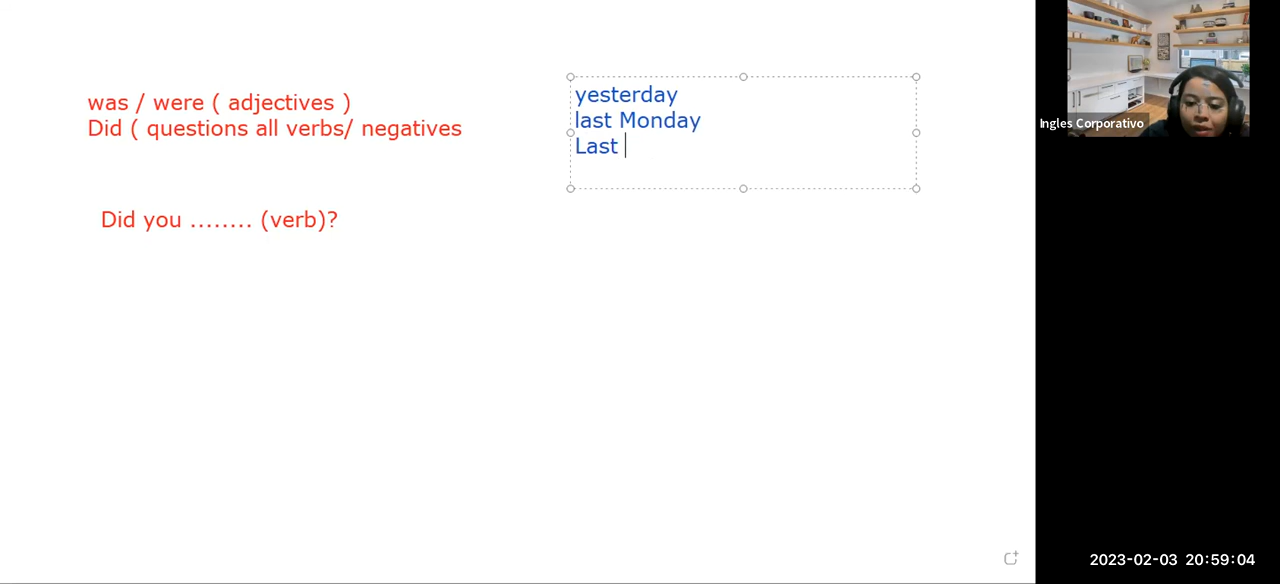 was / were ( adjectives )
Did ( questions all verbs/ negatives
Did you ........ (verb)?
yesterday
last Monday
Last
Ingles Corporativo
2023-02-03 20:59:04